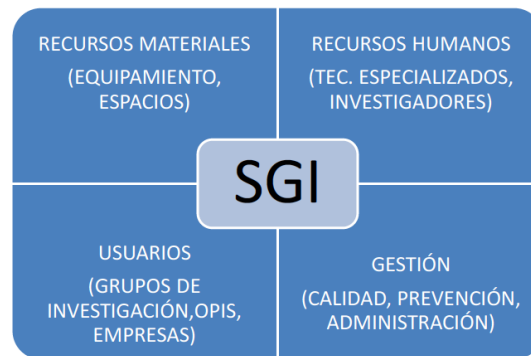 RECURSOS MATERIALES
(EQUIPAMIENTO,
ESPACIOS)
RECURSOS HUMANOS
(TEC. ESPECIALIZADOS,
INVESTIGADORES)
SGI
USUARIOS
(GRUPOS DE
INVESTIGACIÓN,OPIS,
EMPRESAS)
GESTIÓN
(CALIDAD, PREVENCIÓN,
ADMINISTRACIÓN)